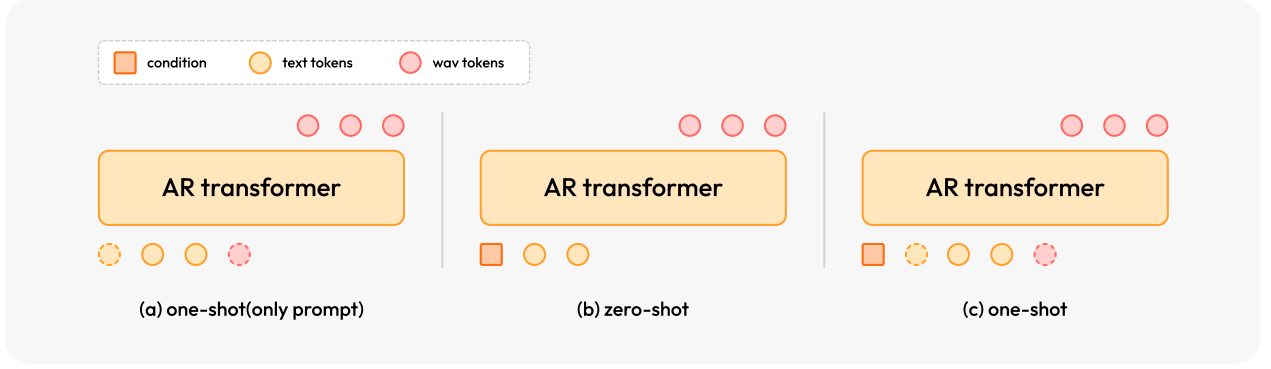 condition
text tokens
wav tokens
AR transformer
AR transformer
AR transformer
(a) one-shot(only prompt)
(b) zero-shot
(c) one-shot